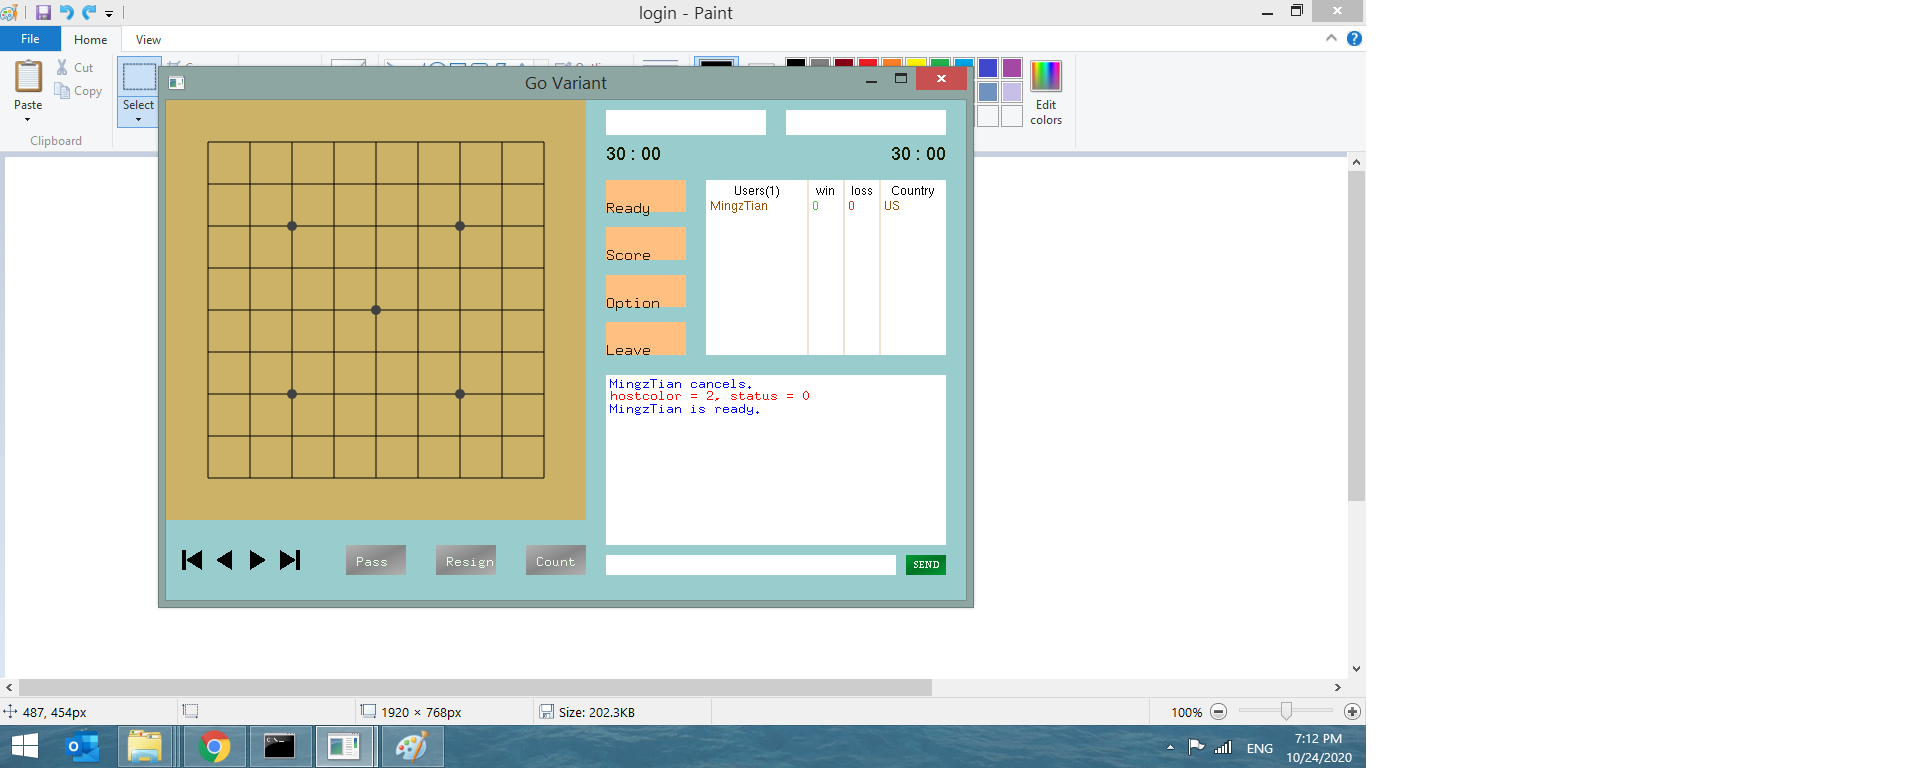 login - Paint
File Home View
Cut
Copy
Paste
Select
Clipboard
Edit
colors
Go Variant
30 : 00 30 : 00
Ready
Score
Option
Leave
Users(1) win loss Country
MingzTian 0 0 US
MingzTian cancels.
hostcolor = 2, status = 0
MingzTian is ready.
Pass Resign Count
SEND
487, 454px 1920 × 768px Size: 202.3KB 100%
ENG
7:12 PM
10/24/2020